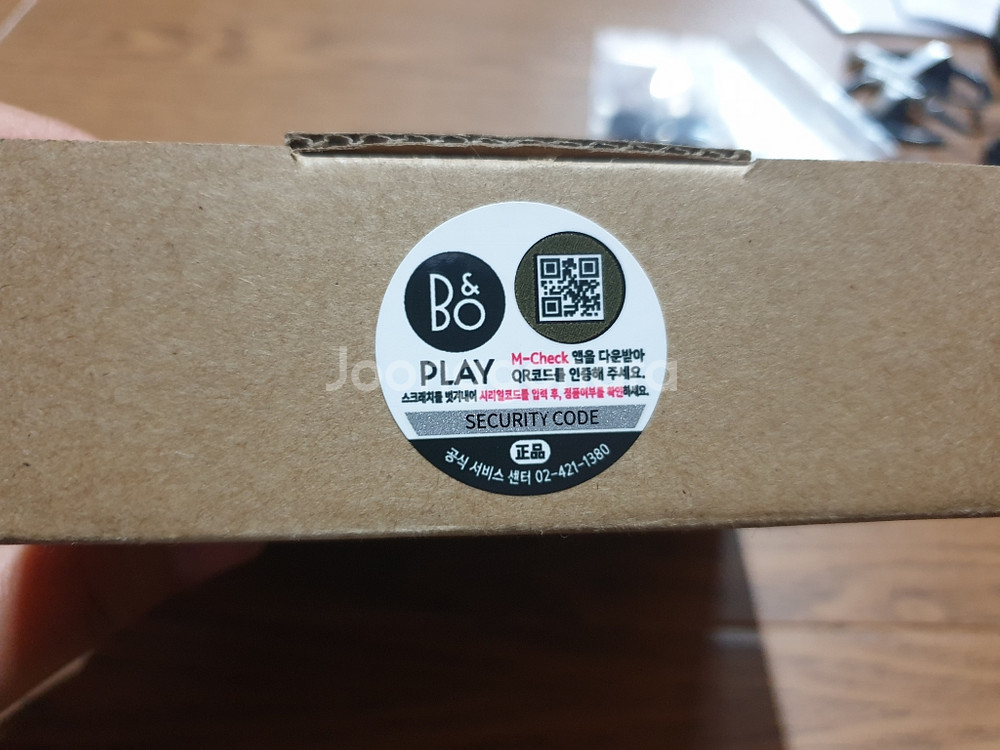 B&O
PLAY
M-Check 앱을 다운받아
QR코드를 인증해 주세요.
스크래치를 벗겨내어 시리얼코드를 입력 후, 정품여부를 확인하세요.
SECURITY CODE
正品
공식 서비스 센터 02-421-1380